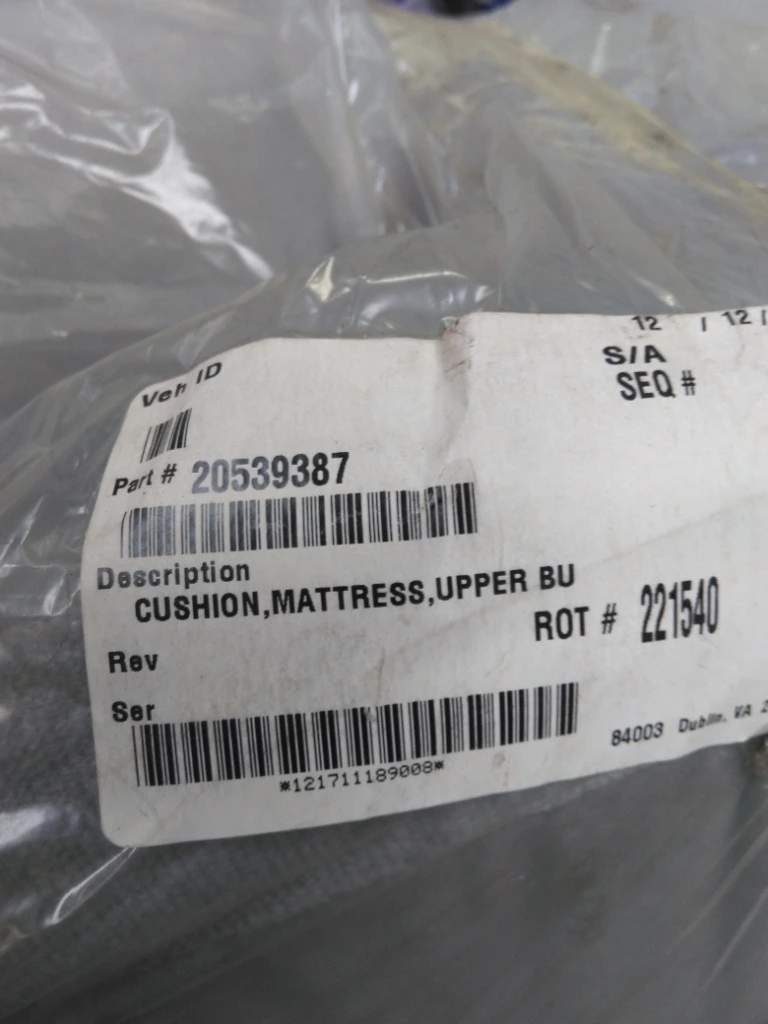 12 / 12 /
S/A
SEQ #
Veh ID
Part # 20539387
Description
CUSHION,MATTRESS,UPPER BU
ROT # 221540
Rev
Ser
*121711189008*
84003 Dublin, VA 2